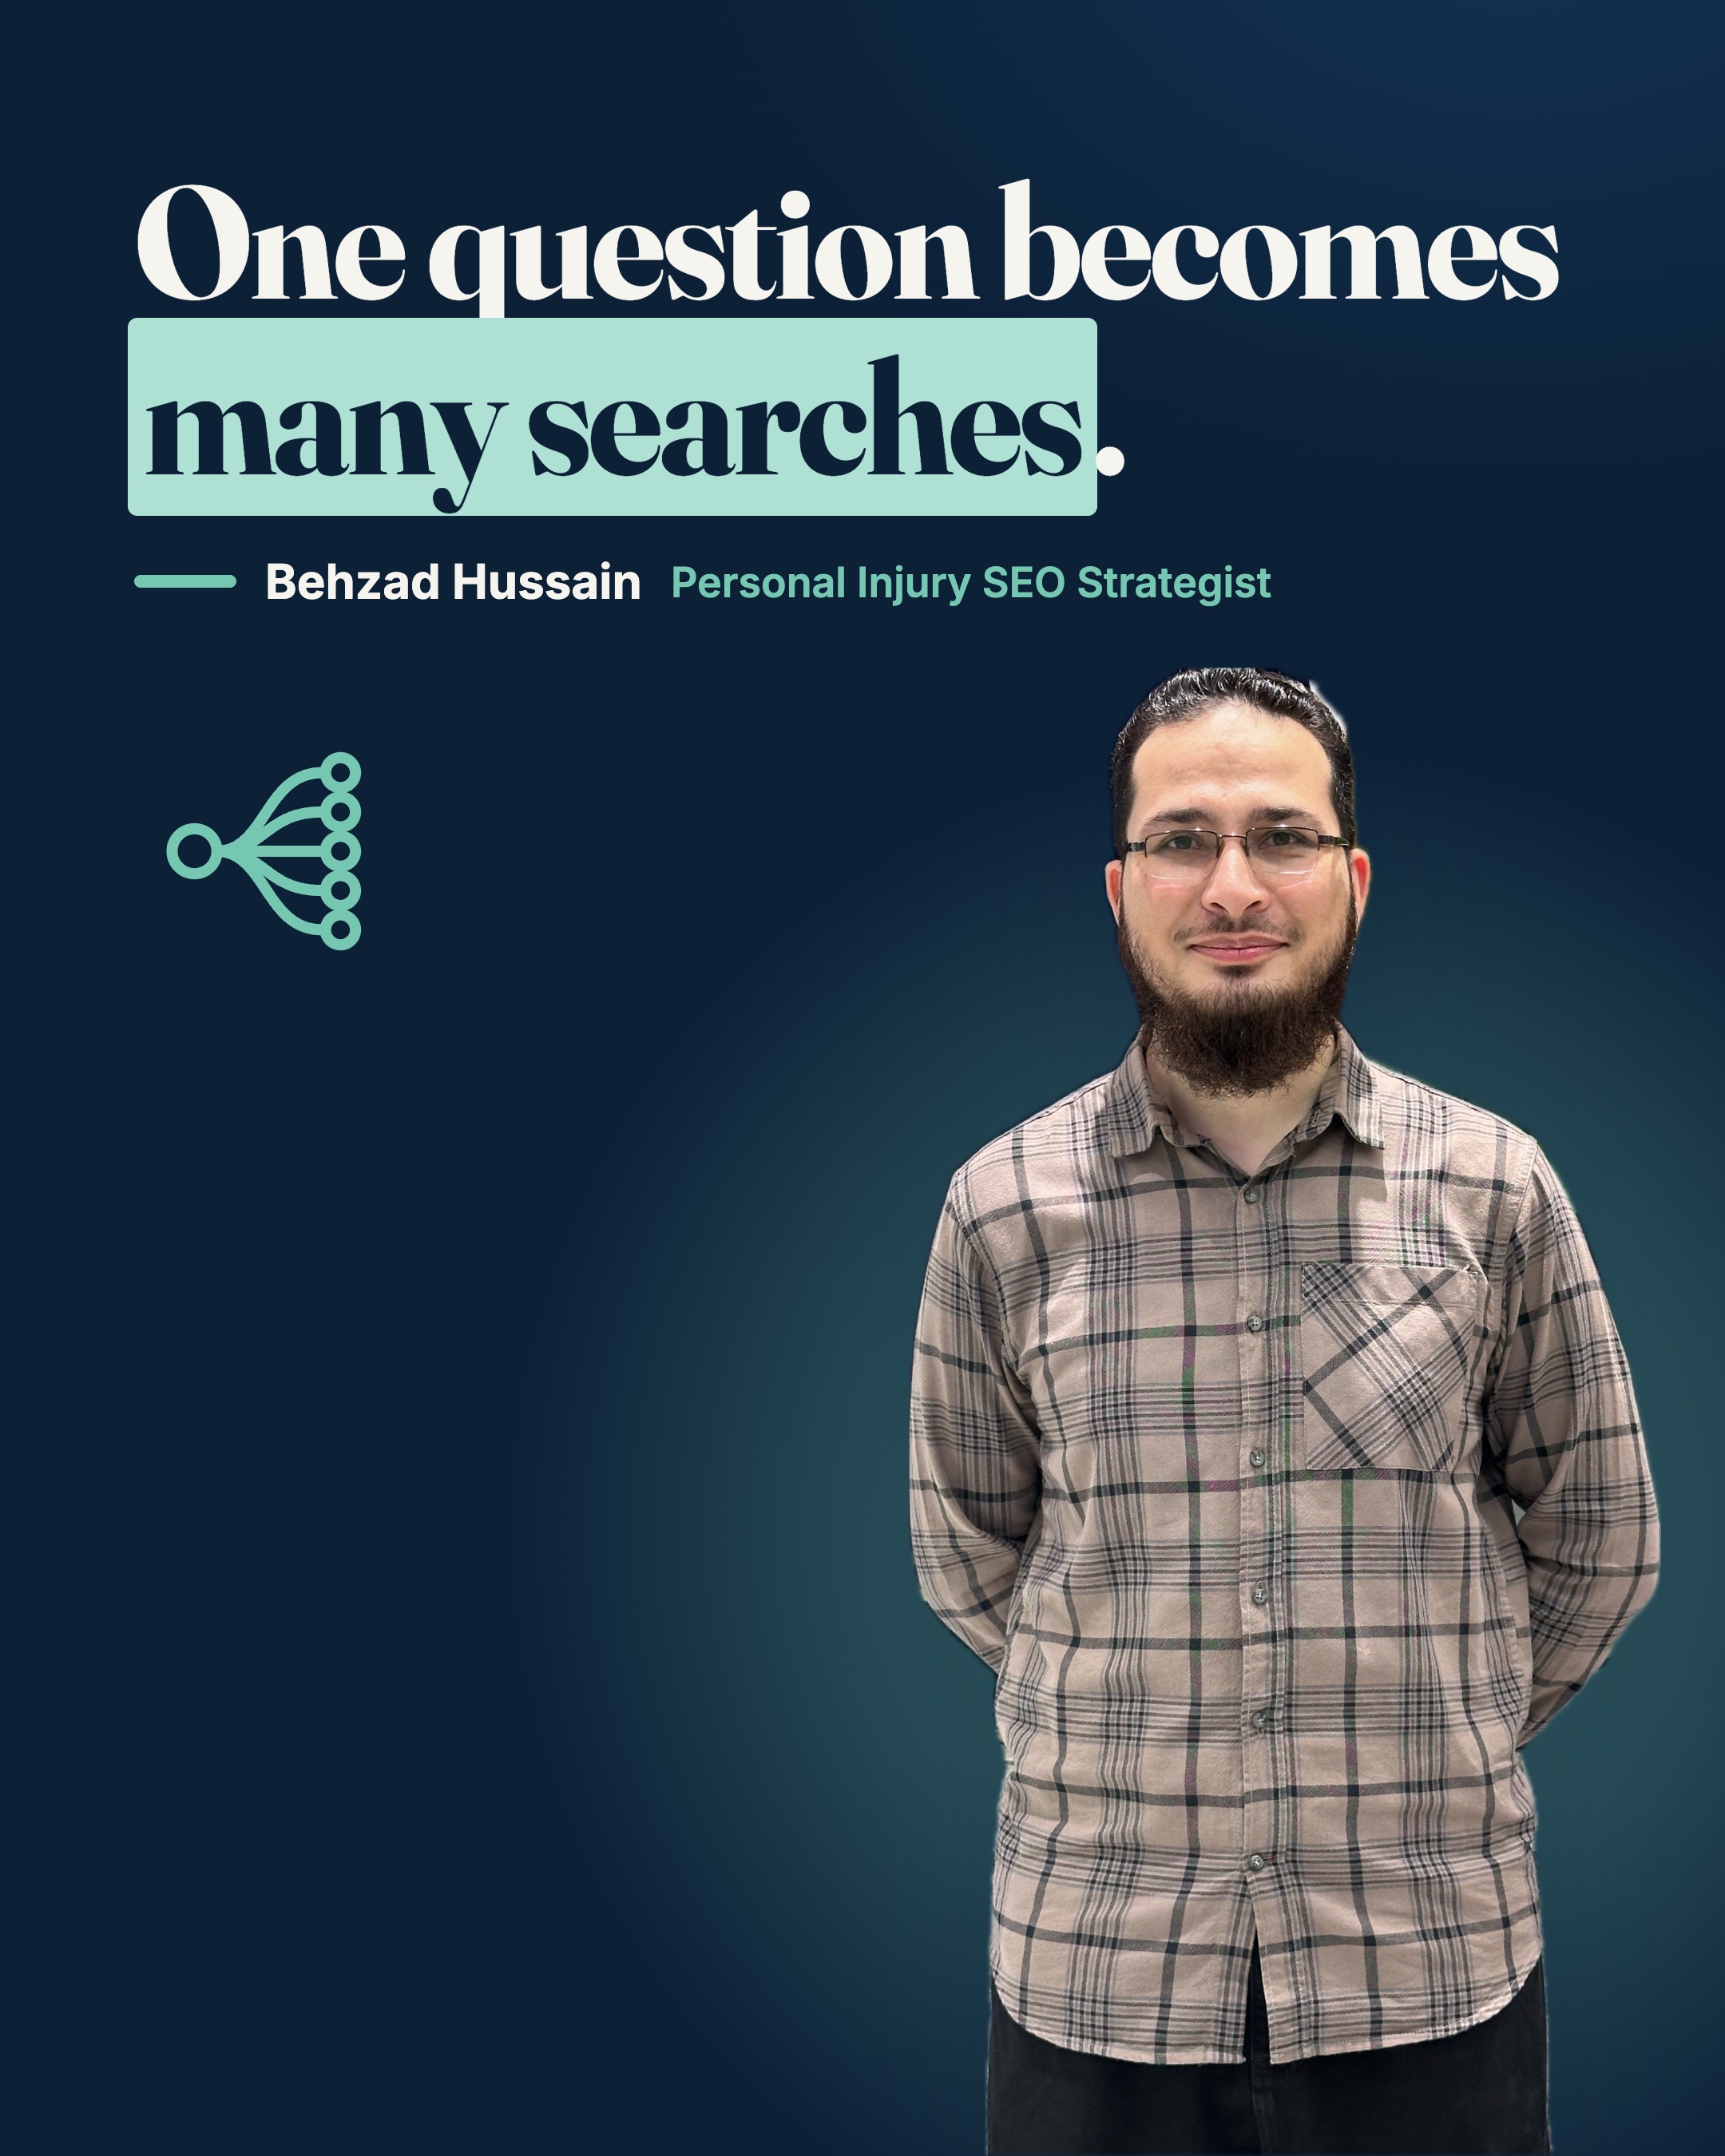 One question becomes
many searches.
Behzad Hussain Personal Injury SEO Strategist